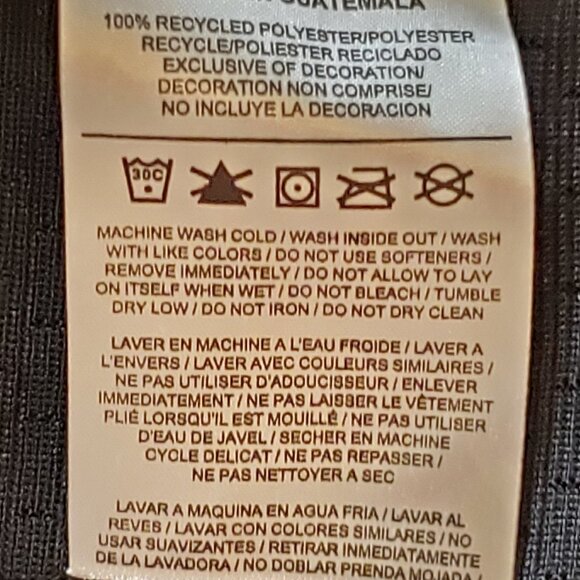 GUATEMALA
100% RECYCLED POLYESTER/POLYESTER
RECYCLE/POLIESTER RECICLADO
EXCLUSIVE OF DECORATION/
DECORATION NON COMPRISE/
NO INCLUYE LA DECORACION
30C
MACHINE WASH COLD / WASH INSIDE OUT / WASH
WITH LIKE COLORS / DO NOT USE SOFTENERS /
REMOVE IMMEDIATELY / DO NOT ALLOW TO LAY
ON ITSELF WHEN WET / DO NOT BLEACH / TUMBLE
DRY LOW / DO NOT IRON / DO NOT DRY CLEAN
LAVER EN MACHINE A L'EAU FROIDE / LAVER A
L'ENVERS / LAVER AVEC COULEURS SIMILAIRES /
NE PAS UTILISER D'ADOUCISSEUR / ENLEVER
IMMEDIATEMENT / NE PAS LAISSER LE VÊTEMENT
PLIÉ LORSQU'IL EST MOUILLÉ / NE PAS UTILISER
D'EAU DE JAVEL / SECHER EN MACHINE
CYCLE DELICAT / NE PAS REPASSER /
NE PAS NETTOYER A SEC
LAVAR A MAQUINA EN AGUA FRIA / LAVAR AL
REVES / LAVAR CON COLORES SIMILARES / NO
USAR SUAVIZANTES / RETIRAR INMEDIATAMENTE
DE LA LAVADORA / NO DOBLAR PRENDA MOJADA /